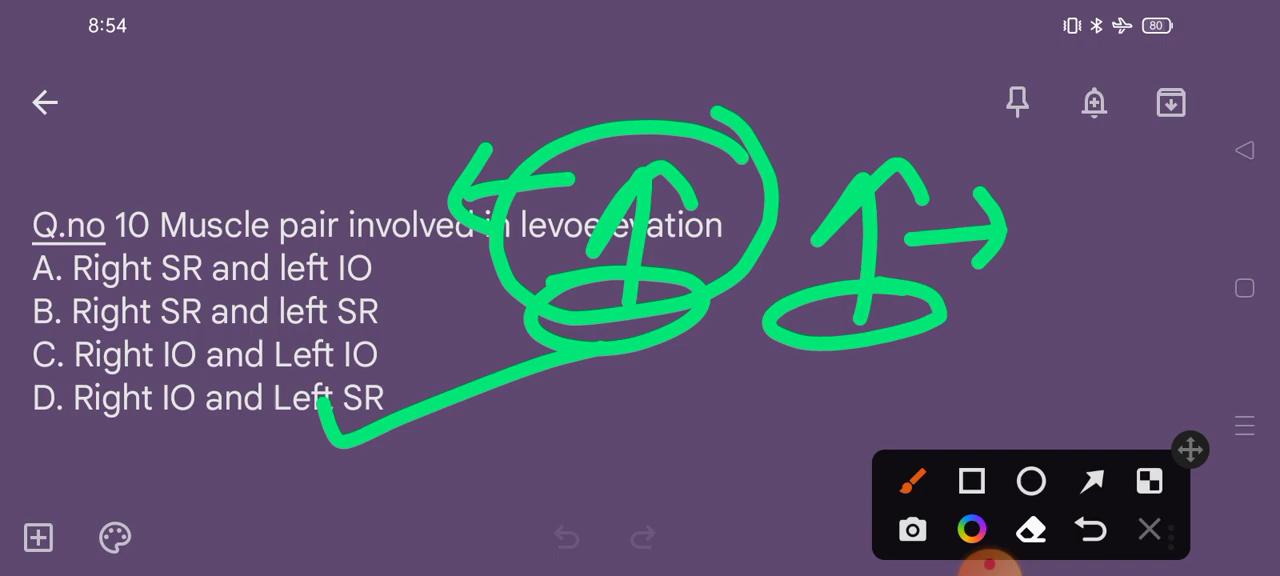 8:54
80
Q.no 10 Muscle pair involved in levoelevation
A. Right SR and left IO
B. Right SR and left SR
C. Right IO and Left IO
D. Right IO and Left SR